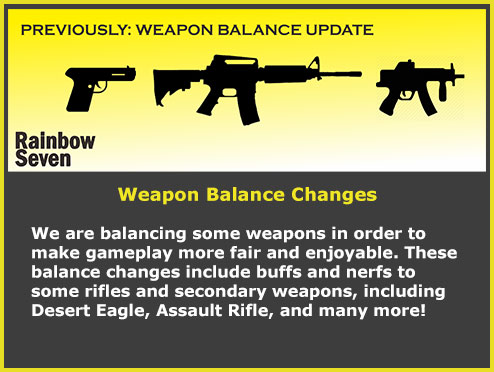 PREVIOUSLY: WEAPON BALANCE UPDATE
Rainbow
Seven
Weapon Balance Changes
We are balancing some weapons in order to
make gameplay more fair and enjoyable. These
balance changes include buffs and nerfs to
some rifles and secondary weapons, including
Desert Eagle, Assault Rifle, and many more!